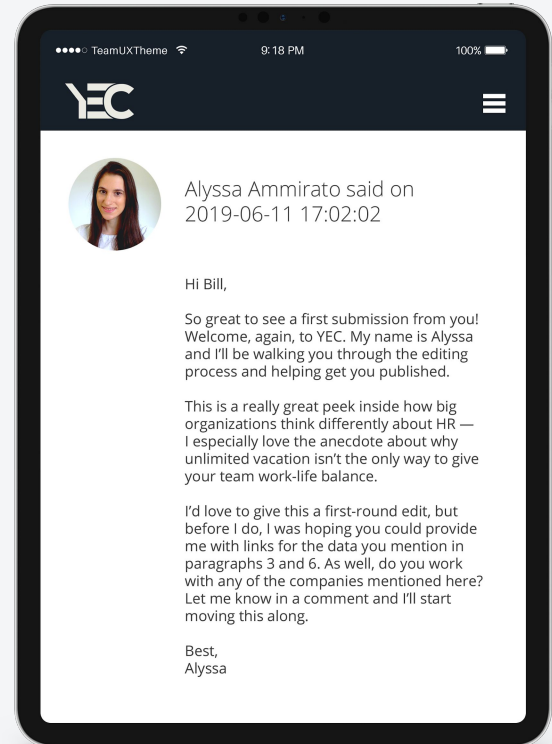 TeamUXTheme 9:18 PM 100%
YEC
Alyssa Ammirato said on
2019-06-11 17:02:02
Hi Bill,
So great to see a first submission from you!
Welcome, again, to YEC. My name is Alyssa
and I’ll be walking you through the editing
process and helping get you published.
This is a really great peek inside how big
organizations think differently about HR —
I especially love the anecdote about why
unlimited vacation isn’t the only way to give
your team work-life balance.
I’d love to give this a first-round edit, but
before I do, I was hoping you could provide
me with links for the data you mention in
paragraphs 3 and 6. As well, do you work
with any of the companies mentioned here?
Let me know in a comment and I’ll start
moving this along.
Best,
Alyssa